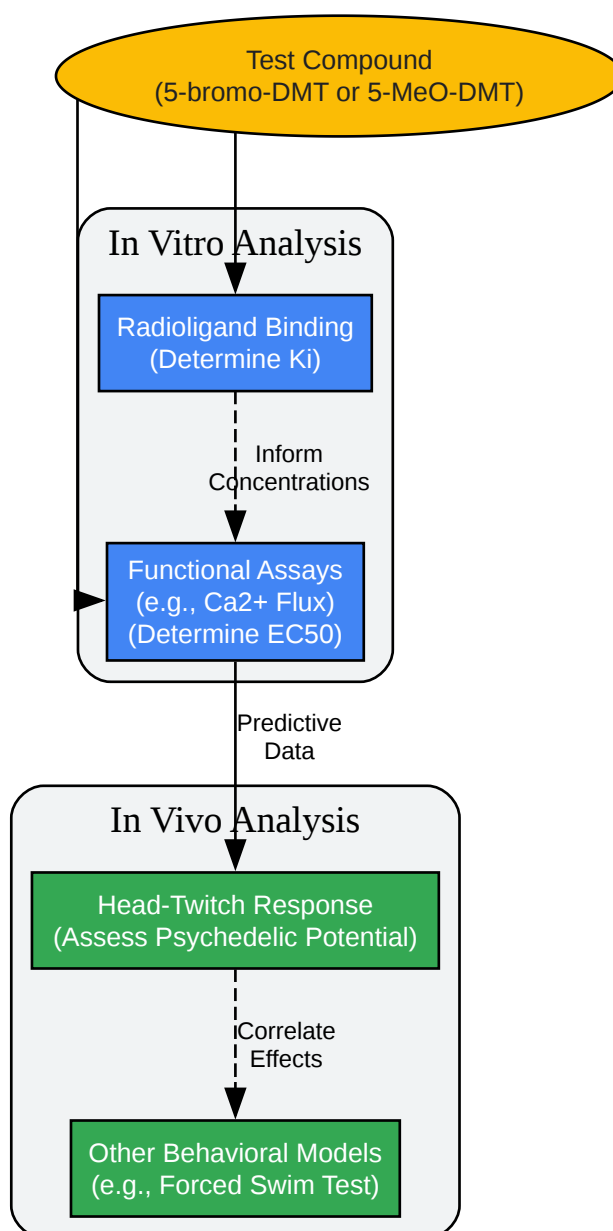 Test Compound
(5-bromo-DMT or 5-MeO-DMT)
In Vitro Analysis
Radioligand Binding
(Determine Ki)
Inform
Concentrations
Functional Assays
(e.g., Ca2+ Flux)
(Determine EC50)
Predictive
Data
In Vivo Analysis
Head-Twitch Response
(Assess Psychedelic Potential)
Correlate
Effects
Other Behavioral Models
(e.g., Forced Swim Test)